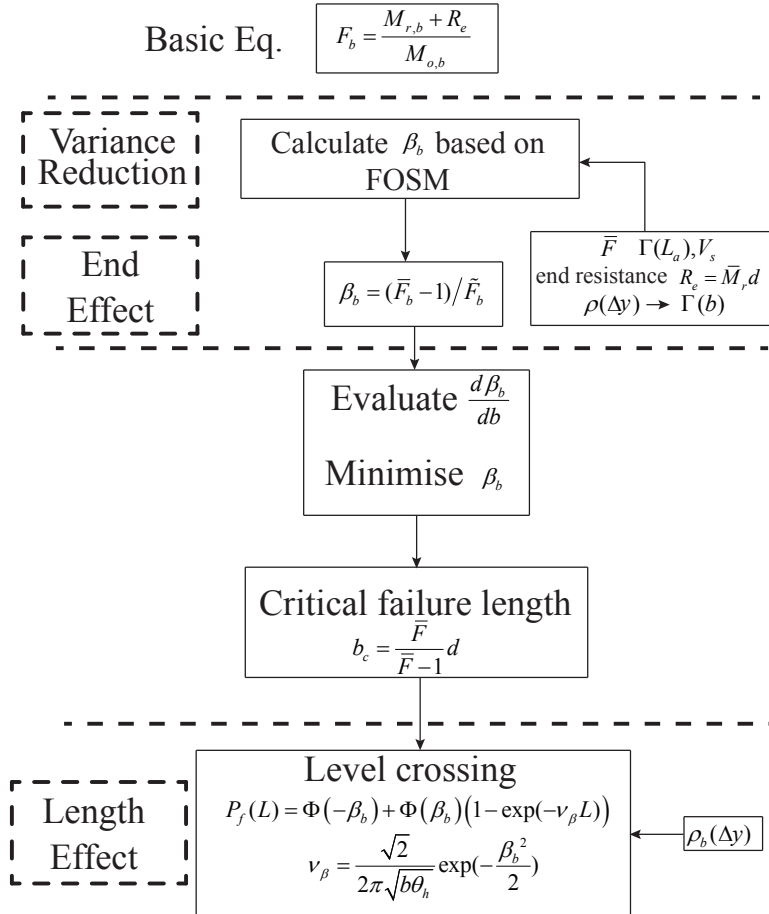 Basic Eq. F_b = (M_{r,b} + R_e) / M_{o,b}
Variance
Reduction
Calculate β_b based on
FOSM
End
Effect
β_b = (F̄_b − 1)/F̃_b
F̄ Γ(L_a), V_s
end resistance R_e = M̄_r d
ρ(Δy) → Γ(b)
Evaluate dβ_b/db
Minimise β_b
Critical failure length
b_c = F̄/(F̄ − 1) d
Length
Effect
Level crossing
P_f(L) = Φ(−β_b) + Φ(β_b)(1 − exp(−ν_β L))
ν_β = √2/(2π√(bθ_h)) exp(−β_b²/2)
ρ_b(Δy)